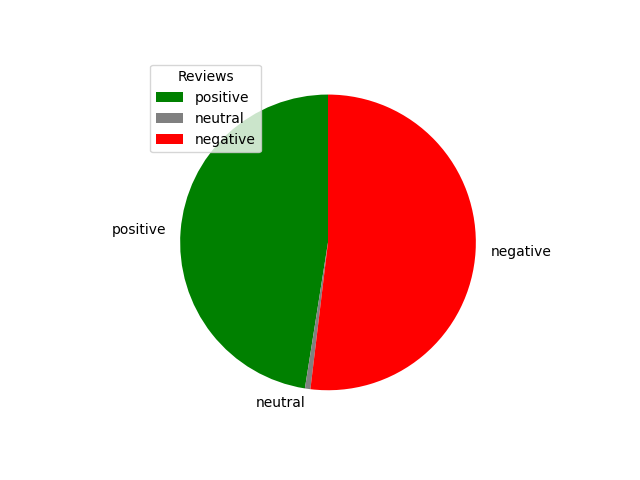 Reviews
positive
neutral
negative
positive
negative
neutral